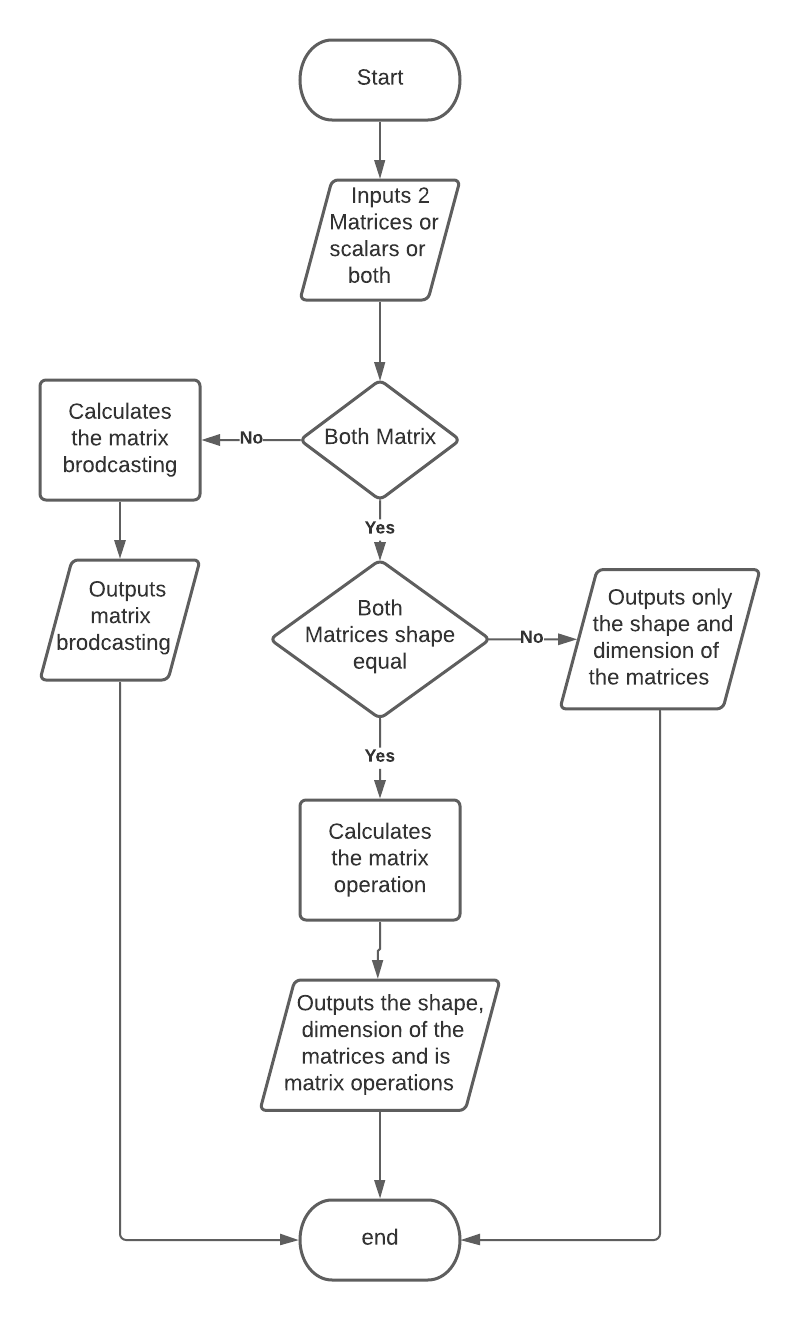 Start
Inputs 2
Matrices or
scalars or
both
Both Matrix
No
Calculates
the matrix
brodcasting
Outputs
matrix
brodcasting
Yes
Both
Matrices shape
equal
No
Outputs only
the shape and
dimension of
the matrices
Yes
Calculates
the matrix
operation
Outputs the shape,
dimension of the
matrices and is
matrix operations
end